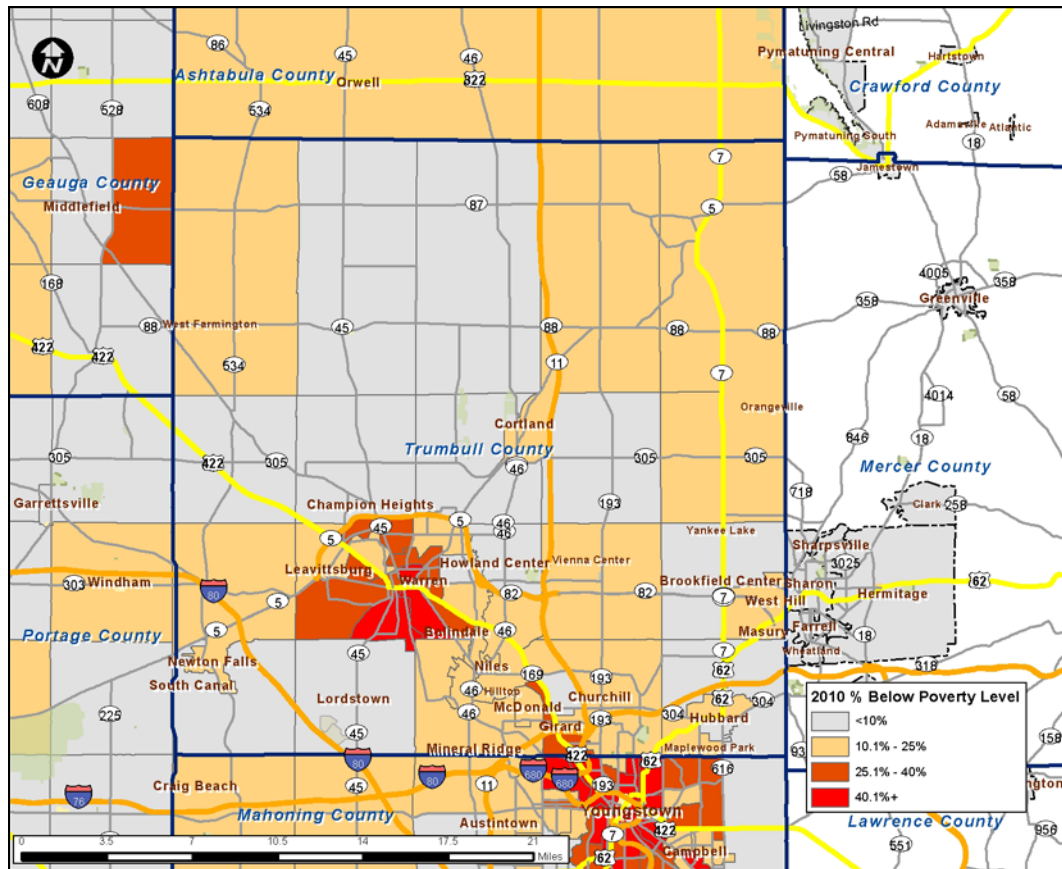 Livingston Rd
86
45
46
Pymatuning Central
Hartstown
N
Ashtabula County
Orwell
322
Crawford County
608
528
534
Adamsville
Atlantic
Pymatuning South
18
7
Jamestown
58
Geauga County
Middlefield
87
5
168
4005
358
Greenville
358
88
West Farmington
45
88
88
88
422
422
534
11
7
4014
58
Orangeville
Cortland
846
18
305
422
305
Trumbull County
46
305
305
Mercer County
Garrettsville
Champion Heights
193
718
Clark
258
45
5
46
46
Yankee Lake
5
Sharpsville
Leavittsburg
Howland Center
Vienna Center
3025
303
Windham
80
Warren
Brookfield Center
Sharon
62
5
82
82
7
West Hill
Hermitage
Portage County
5
Bolindale
46
Masury
Farrell
18
45
7
Wheatland
Newton Falls
Niles
169
193
62
318
South Canal
Lordstown
46
Hilltop
Churchill
McDonald
62
304
225
46
193
304
Hubbard
Girard
45
Mineral Ridge
Maplewood Park
80
422
62
616
93
158
80
680
680
Craig Beach
45
11
193
76
Mahoning County
Austintown
Youngstown
422
Lawrence County
7
956
62
Campbell
551
2010 % Below Poverty Level
<10%
10.1% - 25%
25.1% - 40%
40.1%+
0 3.5 7 10.5 14 17.5 21
Miles